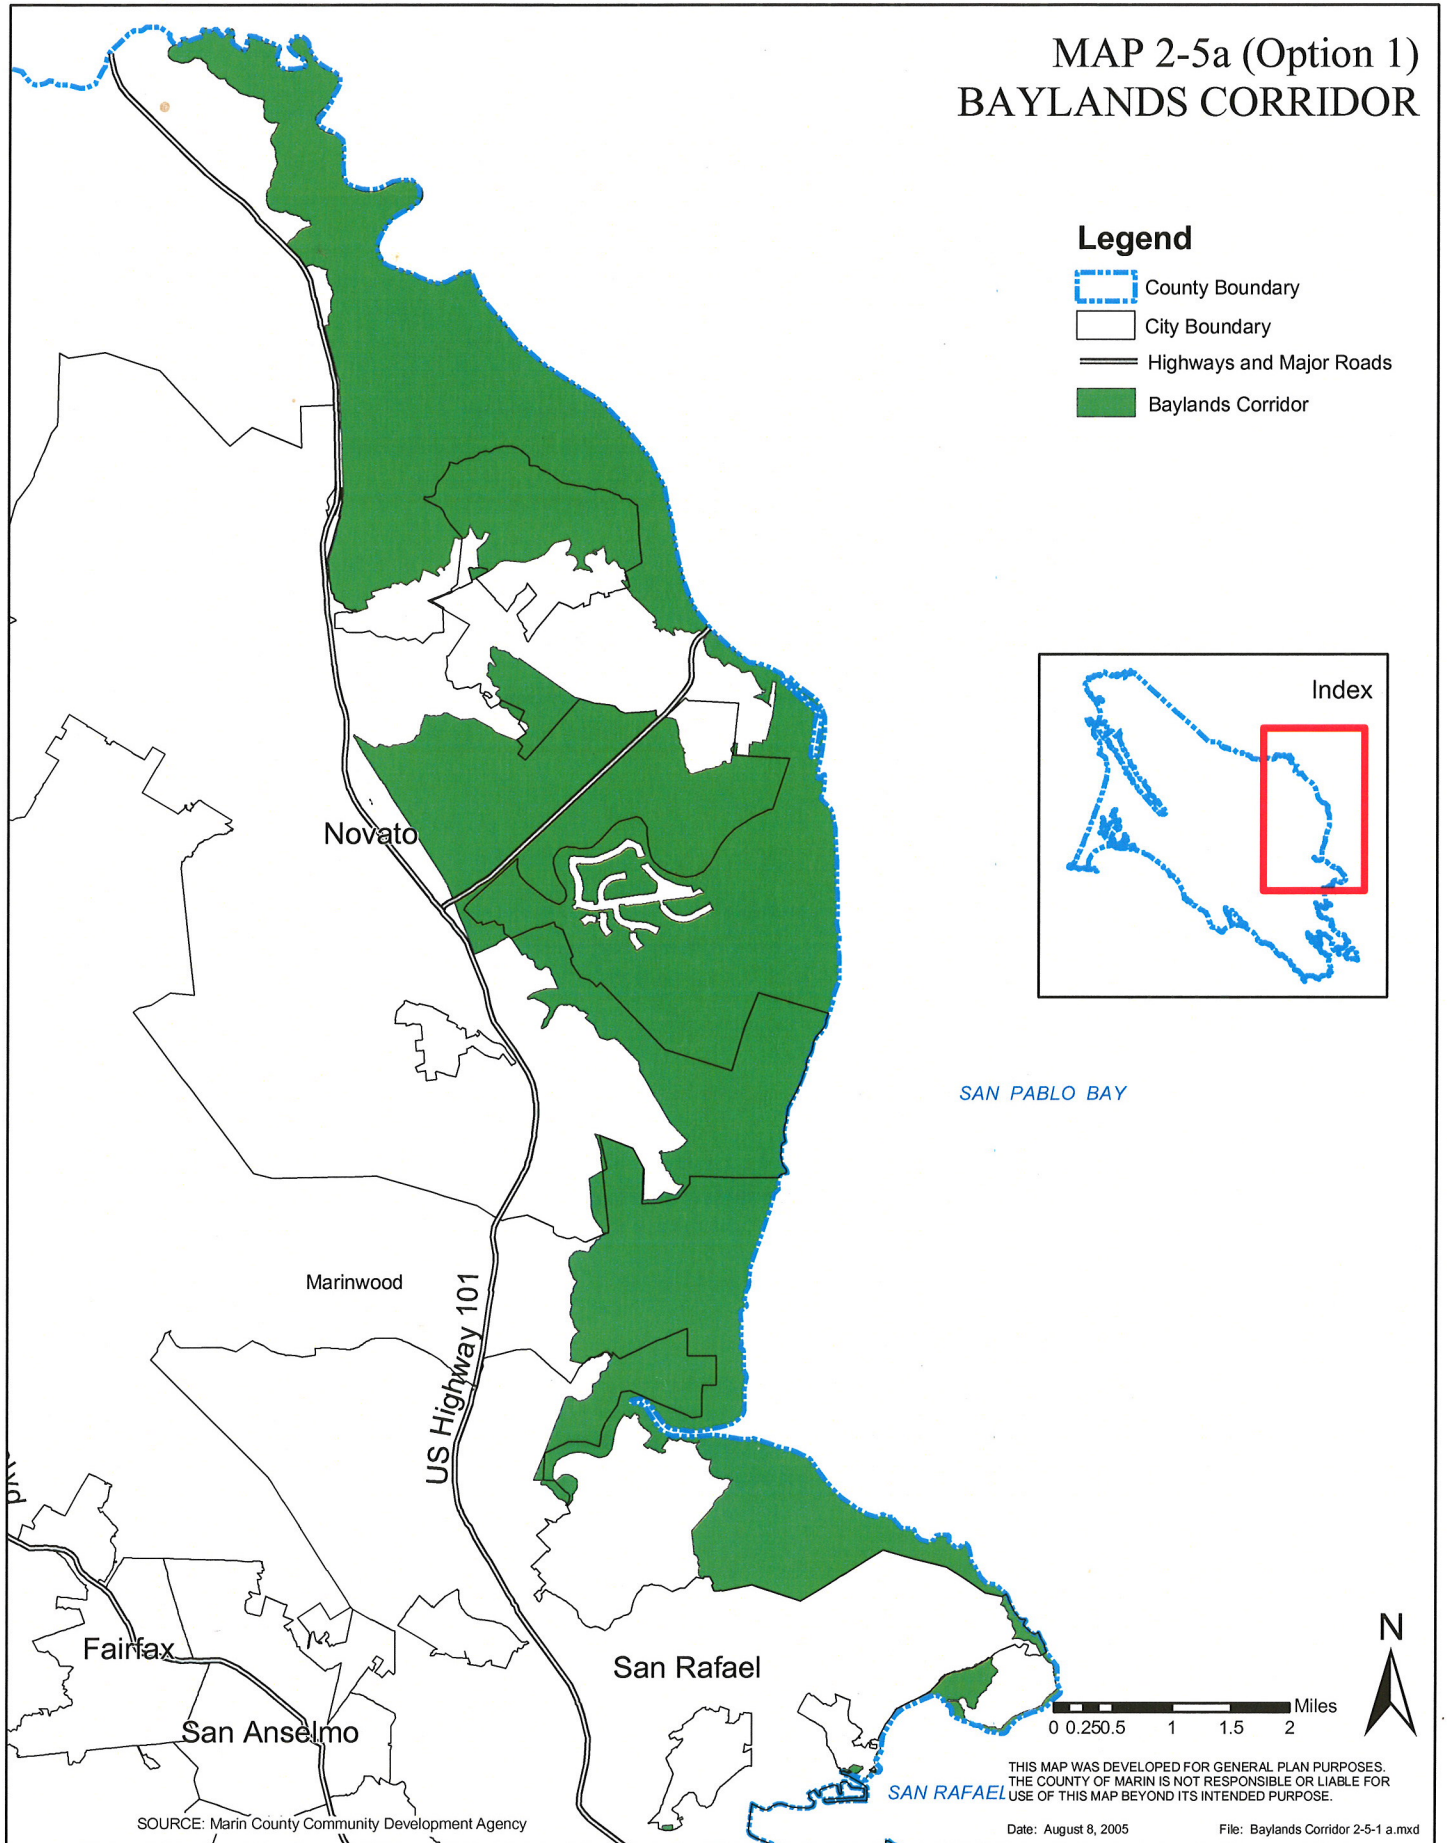 MAP 2-5a (Option 1)
BAYLANDS CORRIDOR
Legend
County Boundary
City Boundary
Highways and Major Roads
Baylands Corridor
Index
Novato
SAN PABLO BAY
Marinwood
US Highway 101
Fairfax
San Rafael
San Anselmo
N
Miles
0 0.250.5 1 1.5 2
THIS MAP WAS DEVELOPED FOR GENERAL PLAN PURPOSES.
THE COUNTY OF MARIN IS NOT RESPONSIBLE OR LIABLE FOR
USE OF THIS MAP BEYOND ITS INTENDED PURPOSE.
SAN RAFAEL
SOURCE: Marin County Community Development Agency
Date: August 8, 2005
File: Baylands Corridor 2-5-1 a.mxd